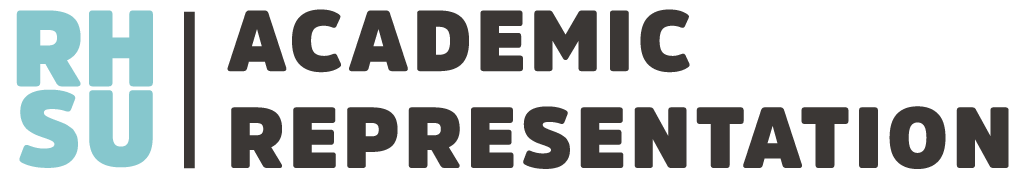 RH
SU
ACADEMIC
REPRESENTATION